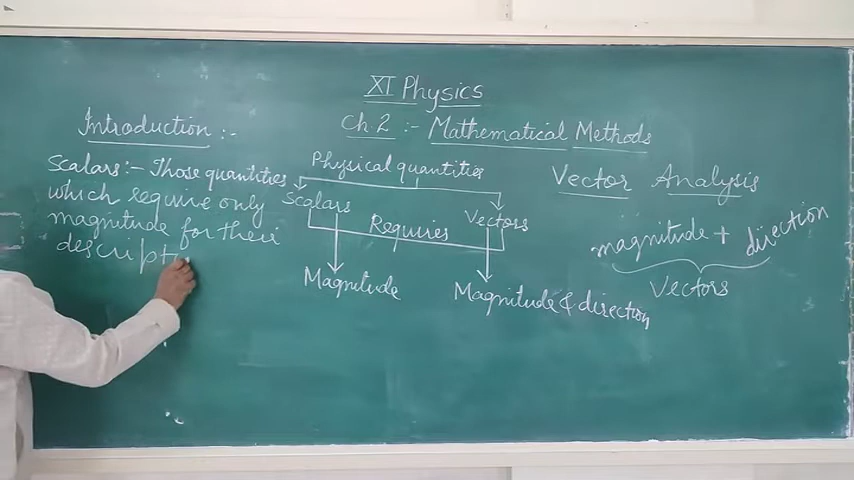 XI Physics
Ch 2 :- Mathematical Methods
Introduction :-
Scalars:- Those quantities
which require only
magnitude for their
descript
Physical quantities
Scalars
Vectors
Requires
Magnitude
Magnitude & direction
Vector Analysis
magnitude + direction
Vectors